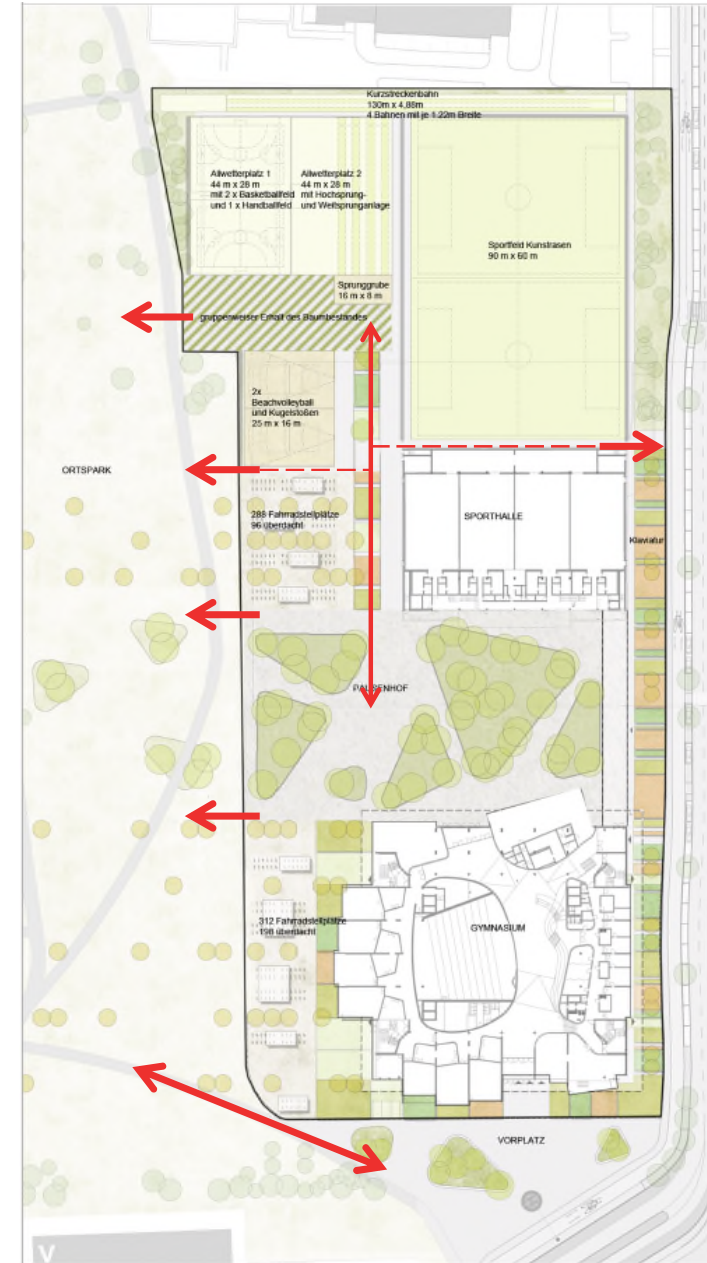 Kurzstreckenbahn
130m x 4,88m
4 Bahnen mit je 1.22m Breite
Allwetterplatz 1
44 m x 28 m
mit 2 x Basketballfeld
und 1 x Handballfeld
Allwetterplatz 2
44 m x 28 m
mit Hochsprung-
und Weitsprunganlage
Sportfeld Kunstrasen
90 m x 60 m
Sprunggrube
16 m x 8 m
gruppenweiser Erhalt des Baumbestandes
2x
Beachvolleyball
und Kugelstoßen
25 m x 16 m
ORTSPARK
288 Fahrradstellplätze
96 überdacht
SPORTHALLE
Klaviatur
PAUSENHOF
312 Fahrradstellplätze
198 überdacht
GYMNASIUM
VORPLATZ
V